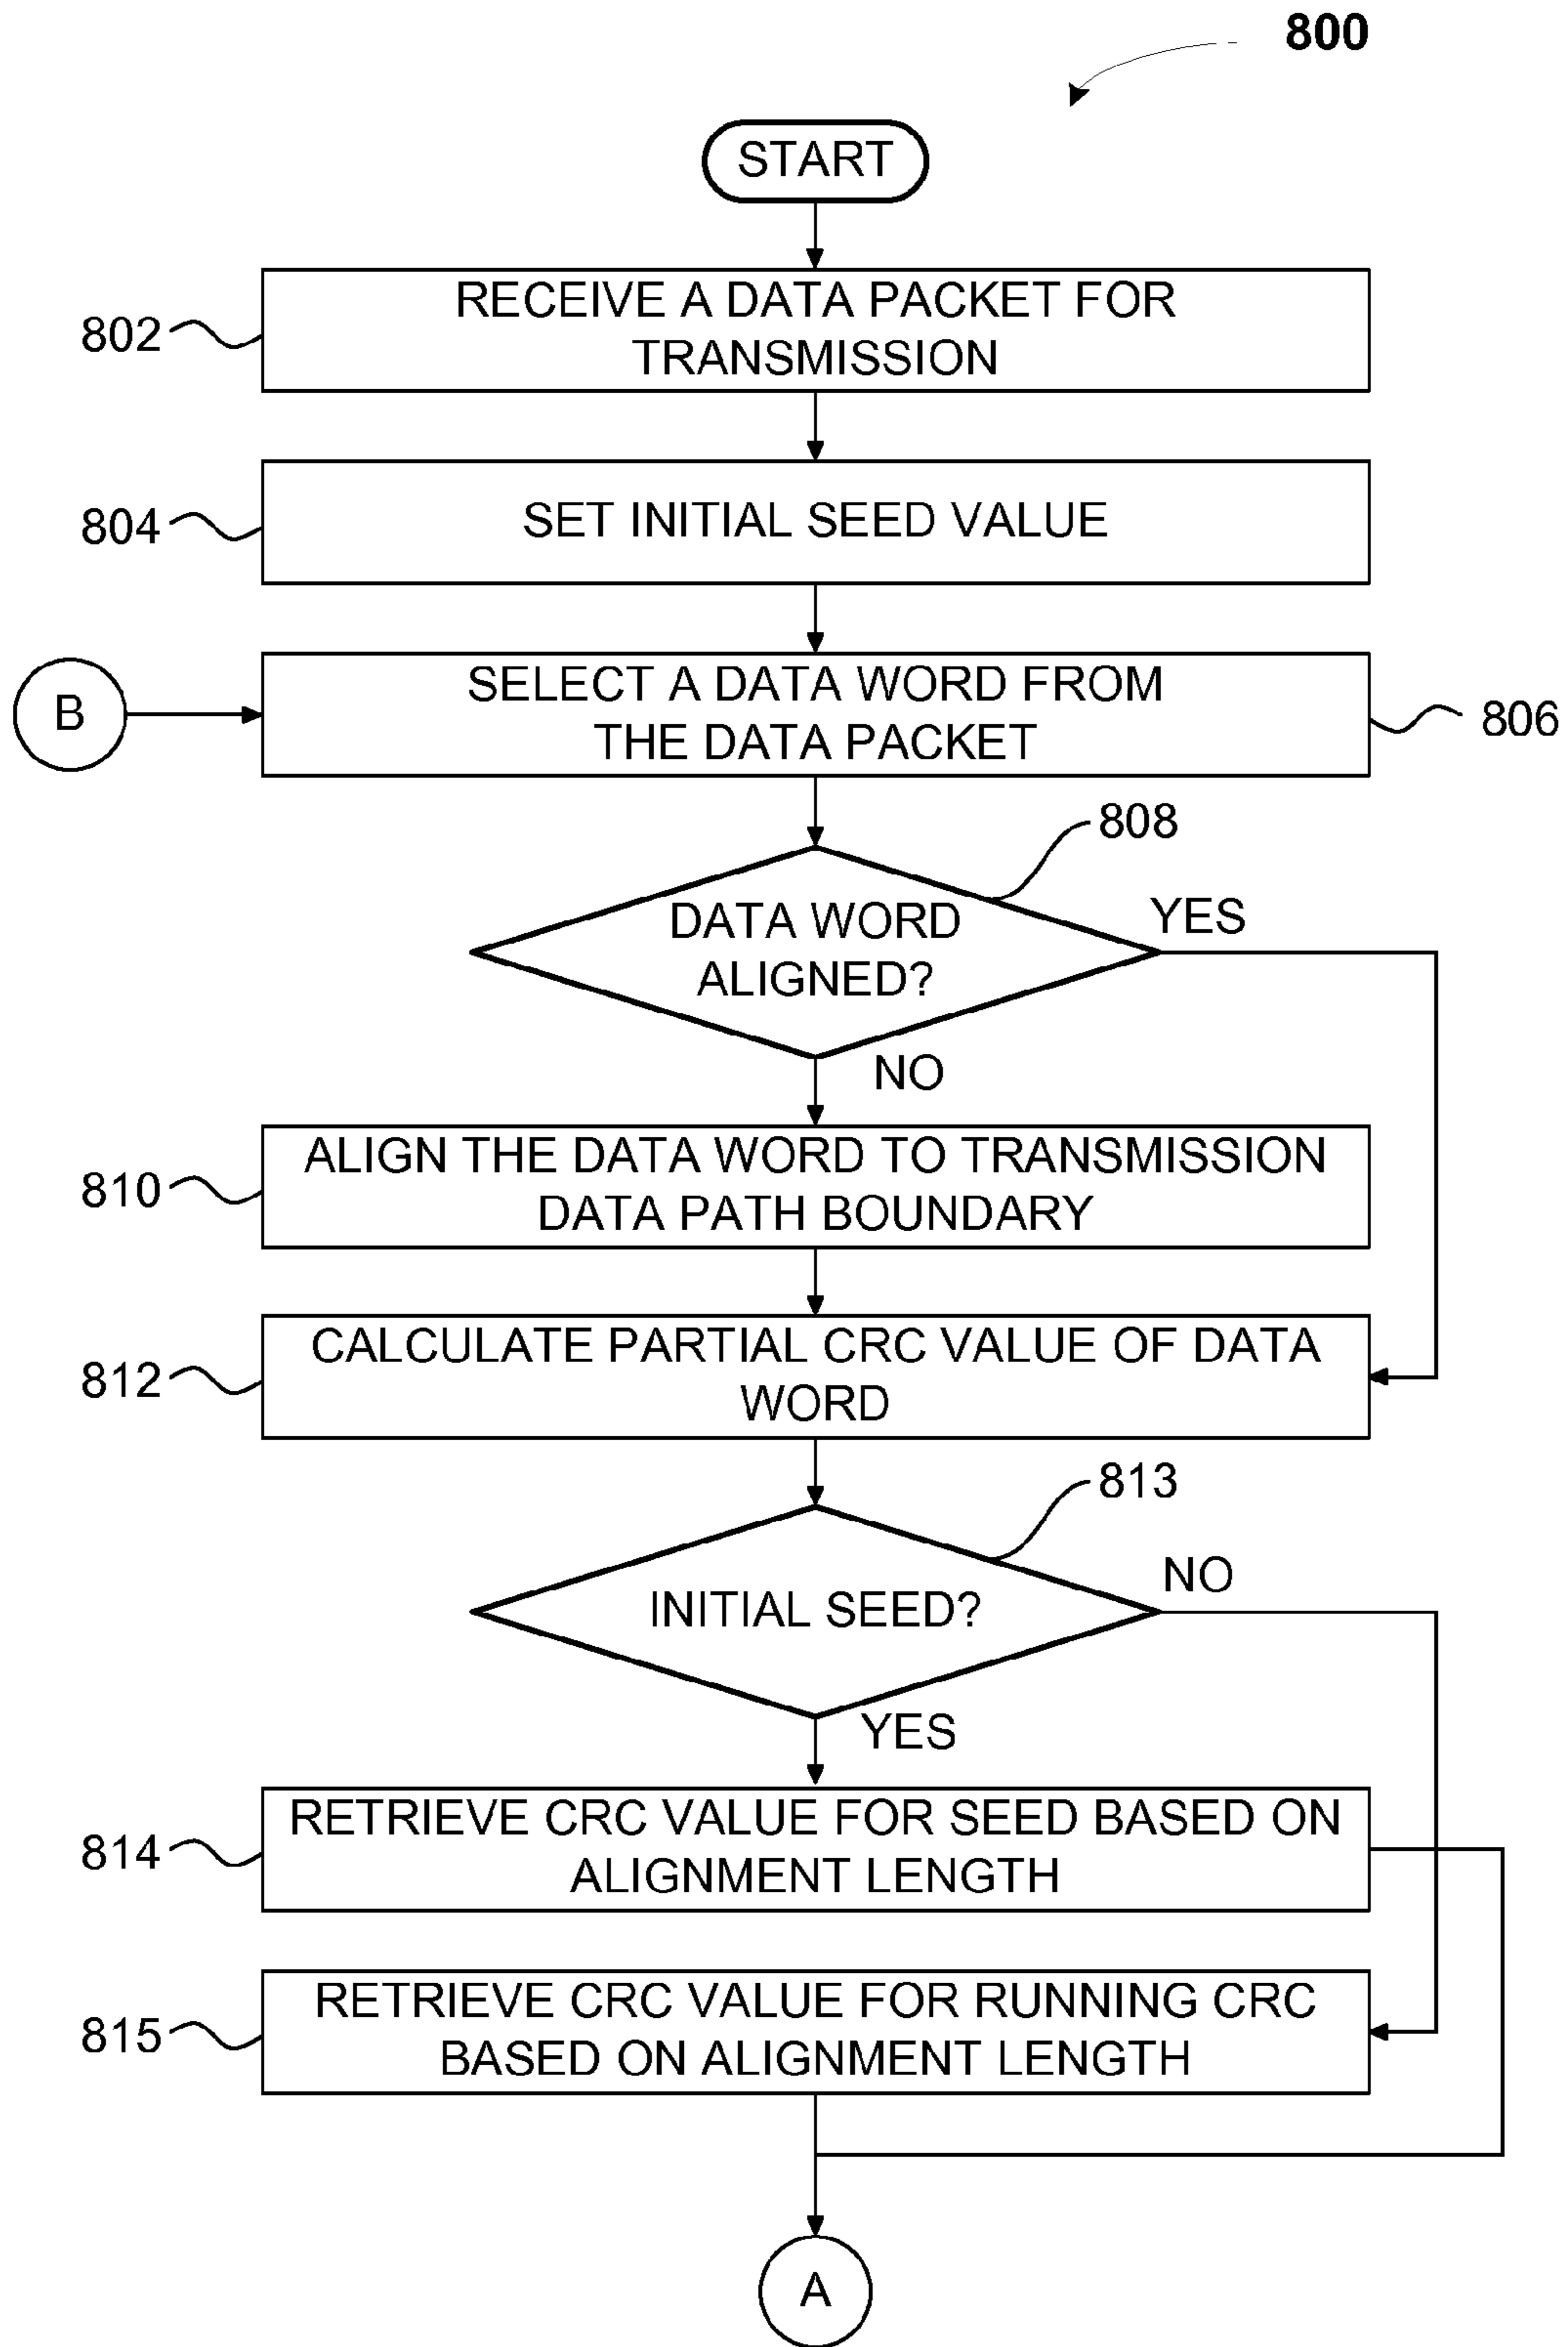 800
START
802
RECEIVE A DATA PACKET FOR
TRANSMISSION
804
SET INITIAL SEED VALUE
B
SELECT A DATA WORD FROM
THE DATA PACKET
806
808
DATA WORD
ALIGNED?
YES
NO
810
ALIGN THE DATA WORD TO TRANSMISSION
DATA PATH BOUNDARY
812
CALCULATE PARTIAL CRC VALUE OF DATA
WORD
813
INITIAL SEED?
NO
YES
814
RETRIEVE CRC VALUE FOR SEED BASED ON
ALIGNMENT LENGTH
815
RETRIEVE CRC VALUE FOR RUNNING CRC
BASED ON ALIGNMENT LENGTH
A